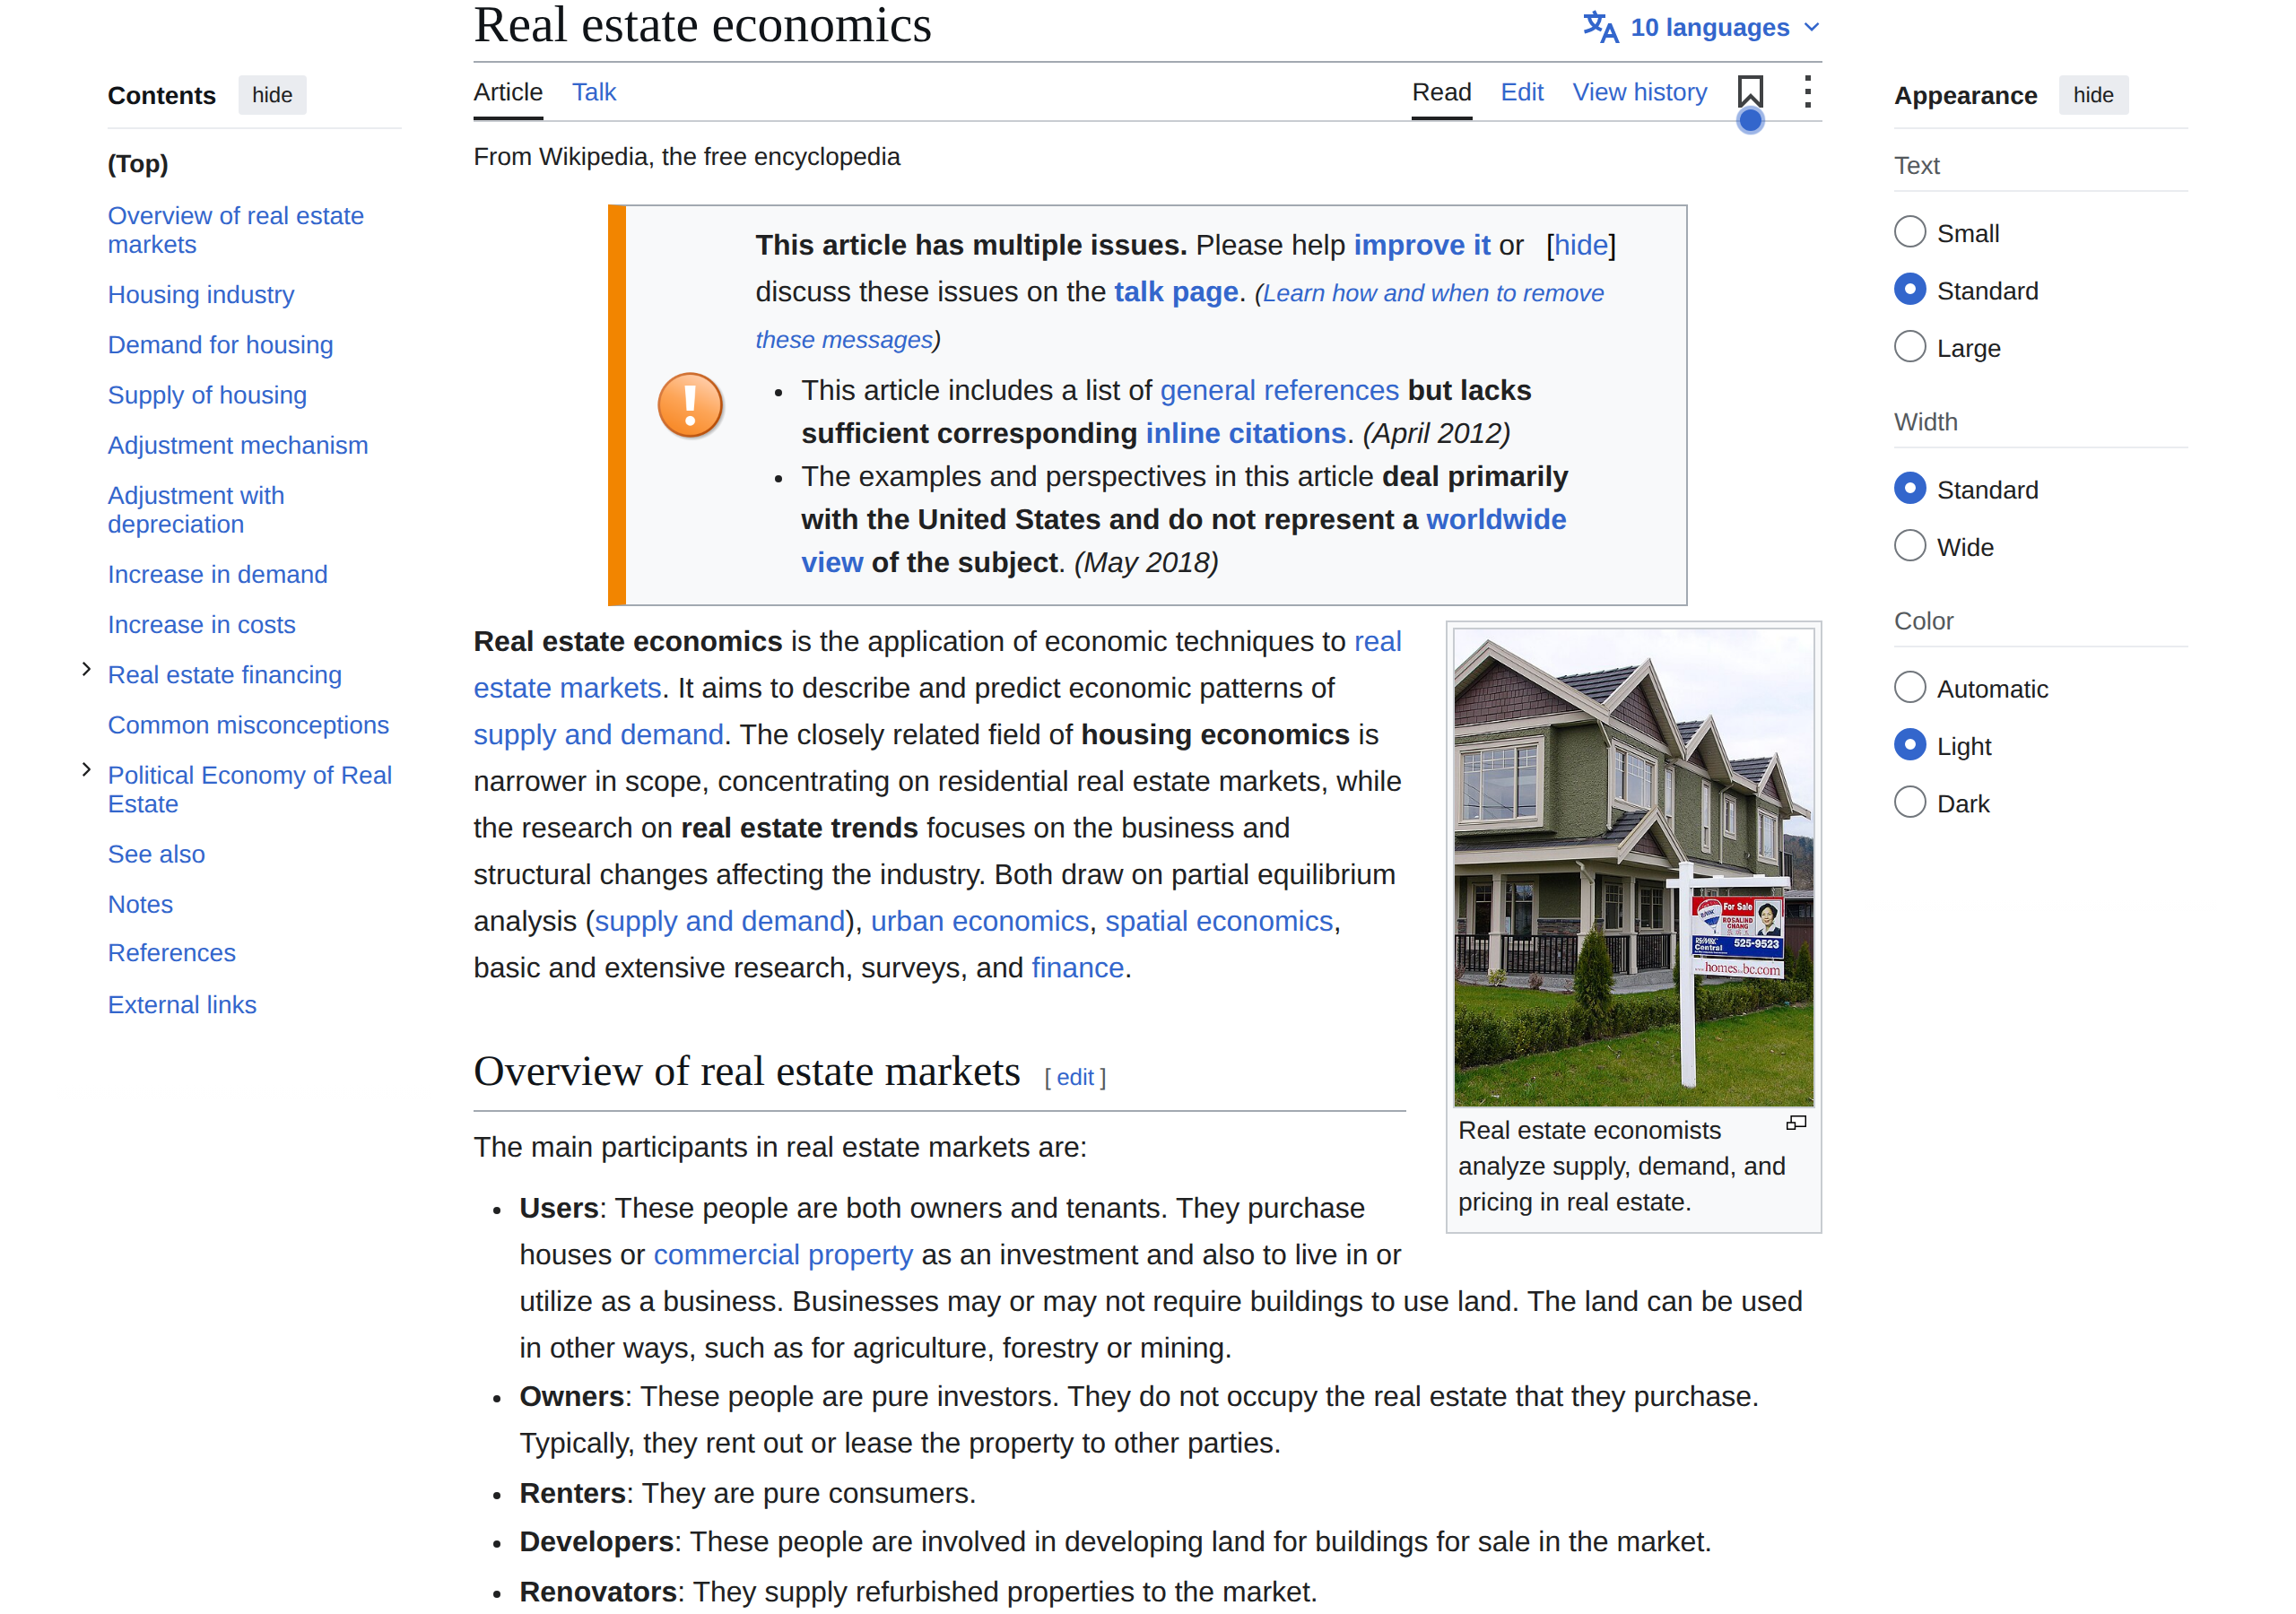 Real estate economics
10 languages
Contents hide
(Top)
Overview of real estate
markets
Housing industry
Demand for housing
Supply of housing
Adjustment mechanism
Adjustment with
depreciation
Increase in demand
Increase in costs
Real estate financing
Common misconceptions
Political Economy of Real
Estate
See also
Notes
References
External links
Article Talk
Read Edit View history
From Wikipedia, the free encyclopedia
This article has multiple issues. Please help improve it or [hide]
discuss these issues on the talk page. (Learn how and when to remove
these messages)
• This article includes a list of general references but lacks
sufficient corresponding inline citations. (April 2012)
• The examples and perspectives in this article deal primarily
with the United States and do not represent a worldwide
view of the subject. (May 2018)
Real estate economics is the application of economic techniques to real
estate markets. It aims to describe and predict economic patterns of
supply and demand. The closely related field of housing economics is
narrower in scope, concentrating on residential real estate markets, while
the research on real estate trends focuses on the business and
structural changes affecting the industry. Both draw on partial equilibrium
analysis (supply and demand), urban economics, spatial economics,
basic and extensive research, surveys, and finance.
For Sale
RE/MAX
ROSALIND
CHANG
RE/MAX
Central
525-9523
homes bc.com
Real estate economists
analyze supply, demand, and
pricing in real estate.
Overview of real estate markets [ edit ]
The main participants in real estate markets are:
• Users: These people are both owners and tenants. They purchase
houses or commercial property as an investment and also to live in or
utilize as a business. Businesses may or may not require buildings to use land. The land can be used
in other ways, such as for agriculture, forestry or mining.
• Owners: These people are pure investors. They do not occupy the real estate that they purchase.
Typically, they rent out or lease the property to other parties.
• Renters: They are pure consumers.
• Developers: These people are involved in developing land for buildings for sale in the market.
• Renovators: They supply refurbished properties to the market.
Appearance hide
Text
Small
Standard
Large
Width
Standard
Wide
Color
Automatic
Light
Dark